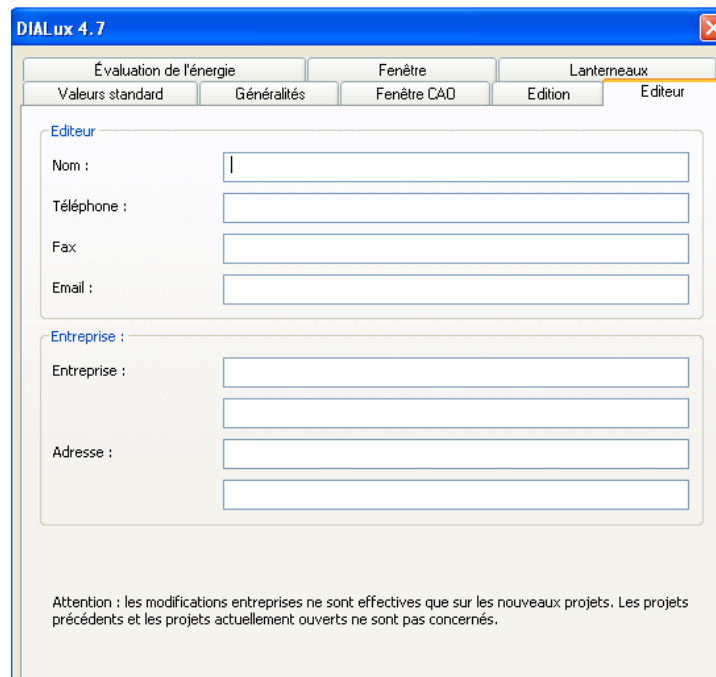 DIALux 4.7
Évaluation de l'énergie Fenêtre Lanterneaux
Valeurs standard Généralités Fenêtre CAO Edition Editeur
Editeur
Nom :
Téléphone :
Fax
Email :
Entreprise :
Entreprise :
Adresse :
Attention : les modifications entreprises ne sont effectives que sur les nouveaux projets. Les projets
précédents et les projets actuellement ouverts ne sont pas concernés.